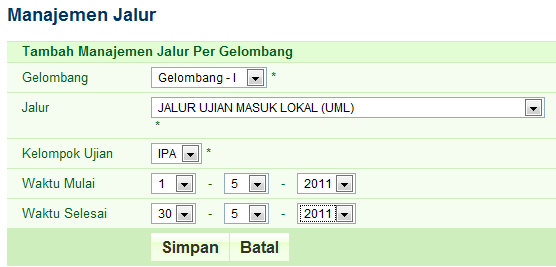 Manajemen Jalur
Tambah Manajemen Jalur Per Gelombang
Gelombang Gelombang - I *
Jalur JALUR UJIAN MASUK LOKAL (UML)
*
Kelompok Ujian IPA *
Waktu Mulai 1 - 5 - 2011
Waktu Selesai 30 - 5 - 2011
Simpan Batal